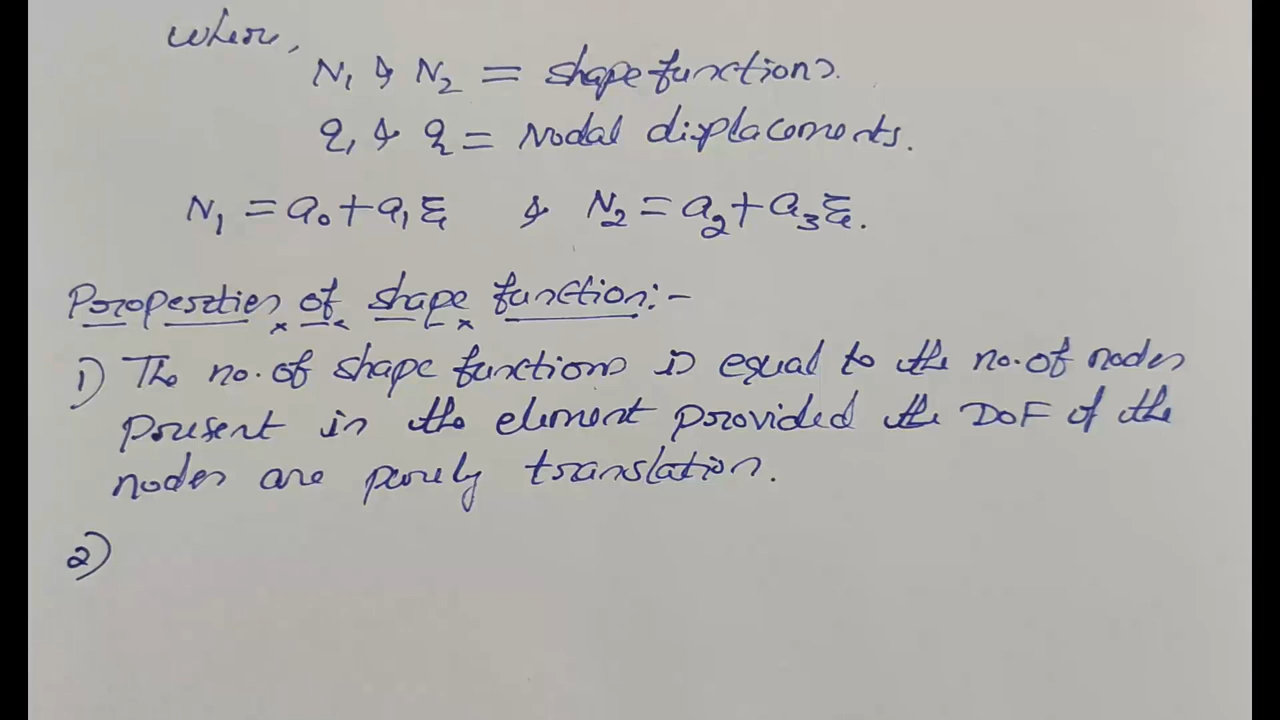 where,
N₁ & N₂ = shape functions.
q₁ & q₂ = Nodal displacements.
N₁ = a₀ + a₁ξ & N₂ = a₂ + a₃ξ.
Properties of shape function:-
1) The no. of shape functions is equal to the no. of nodes
present in the element provided the DOF of the
nodes are purely translation.
2)